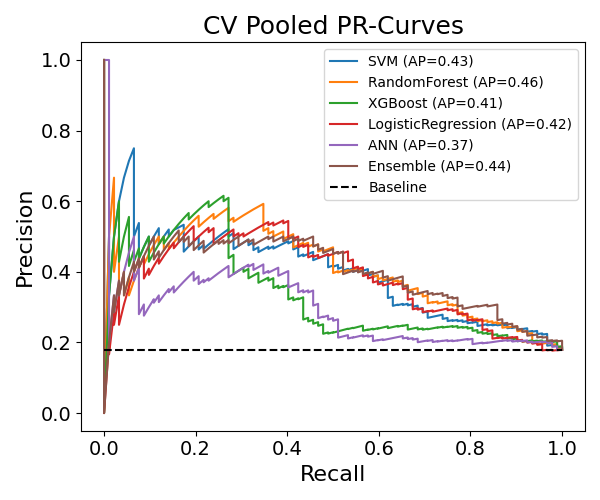 CV Pooled PR-Curves
SVM (AP=0.43)
RandomForest (AP=0.46)
XGBoost (AP=0.41)
LogisticRegression (AP=0.42)
ANN (AP=0.37)
Ensemble (AP=0.44)
Baseline
Precision
1.0
0.8
0.6
0.4
0.2
0.0
0.0 0.2 0.4 0.6 0.8 1.0
Recall